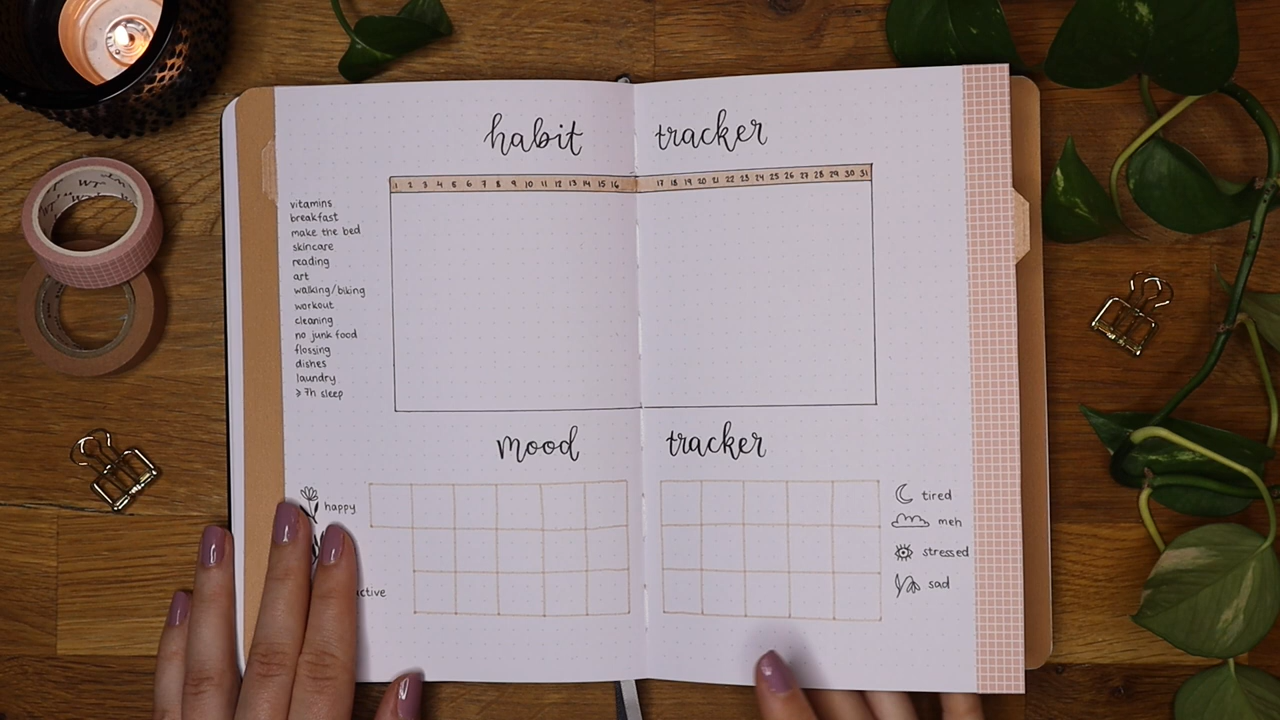 habit tracker
1 2 3 4 5 6 7 8 9 10 11 12 13 14 15 16 17 18 19 20 21 22 23 24 25 26 27 28 29 30 31
vitamins
breakfast
make the bed
skincare
reading
art
walking/biking
workout
cleaning
no junk food
flossing
dishes
laundry
≥ 7h sleep
mood tracker
happy
active
tired
meh
stressed
sad